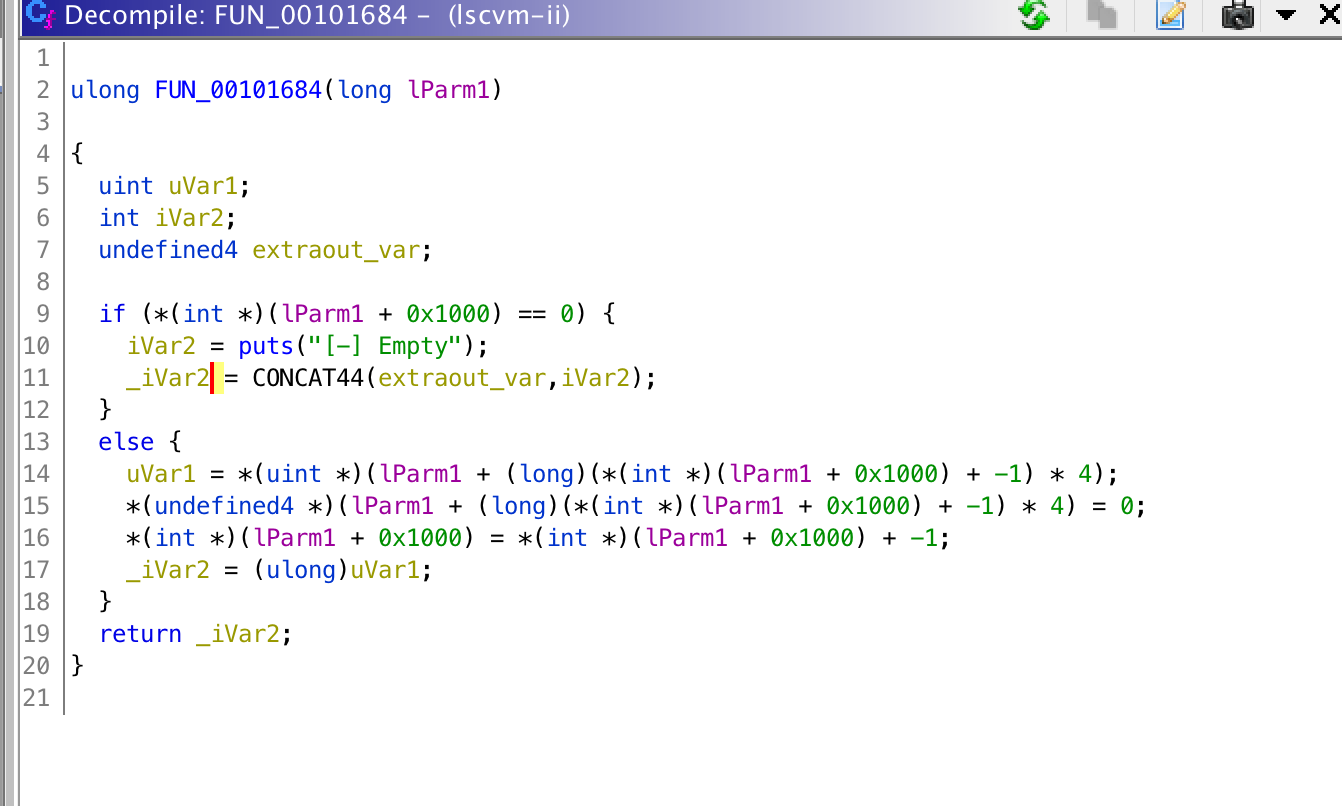 Decompile: FUN_00101684 - (lscvm-ii)
1
2 ulong FUN_00101684(long lParm1)
3
4 {
5   uint uVar1;
6   int iVar2;
7   undefined4 extraout_var;
8
9   if (*(int *)(lParm1 + 0x1000) == 0) {
10     iVar2 = puts("[-] Empty");
11     _iVar2 = CONCAT44(extraout_var,iVar2);
12   }
13   else {
14     uVar1 = *(uint *)(lParm1 + (long)(*(int *)(lParm1 + 0x1000) + -1) * 4);
15     *(undefined4 *)(lParm1 + (long)(*(int *)(lParm1 + 0x1000) + -1) * 4) = 0;
16     *(int *)(lParm1 + 0x1000) = *(int *)(lParm1 + 0x1000) + -1;
17     _iVar2 = (ulong)uVar1;
18   }
19   return _iVar2;
20 }
21